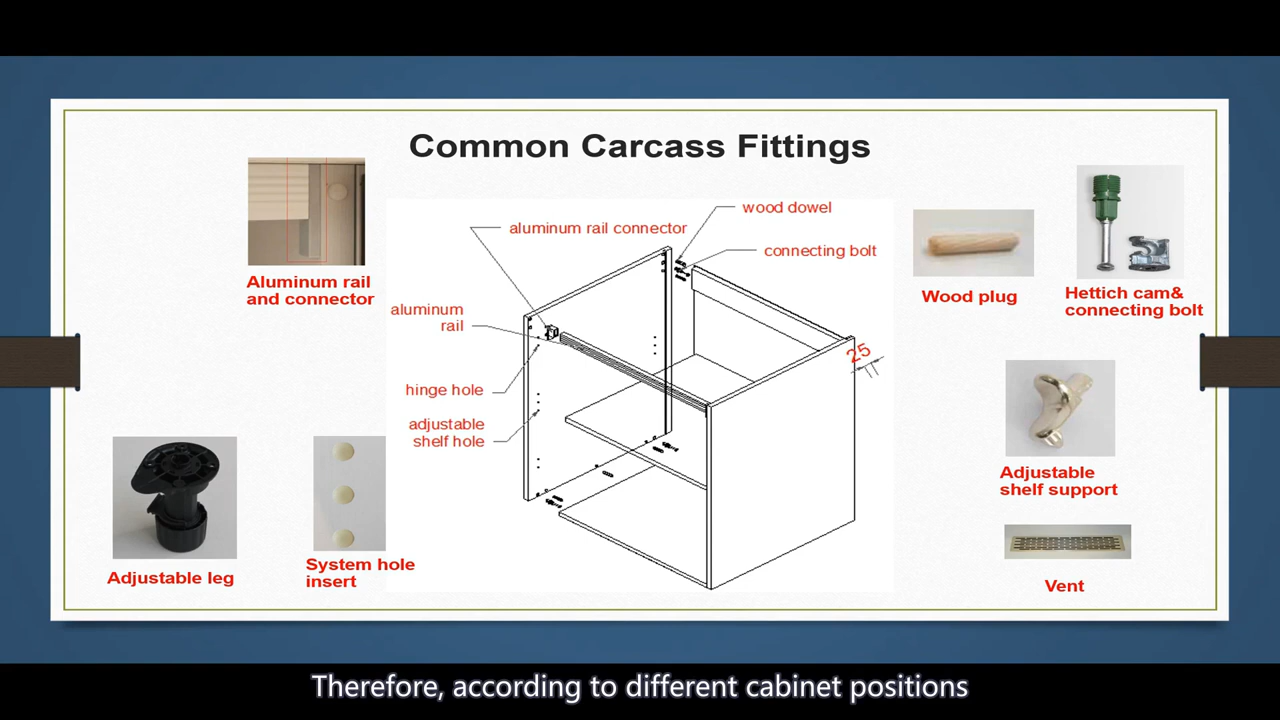 Common Carcass Fittings
wood dowel
aluminum rail connector
connecting bolt
Aluminum rail
and connector
Wood plug
Hettich cam&
connecting bolt
aluminum
rail
25
hinge hole
adjustable
shelf hole
Adjustable
shelf support
System hole
insert
Adjustable leg
Vent
Therefore, according to different cabinet positions